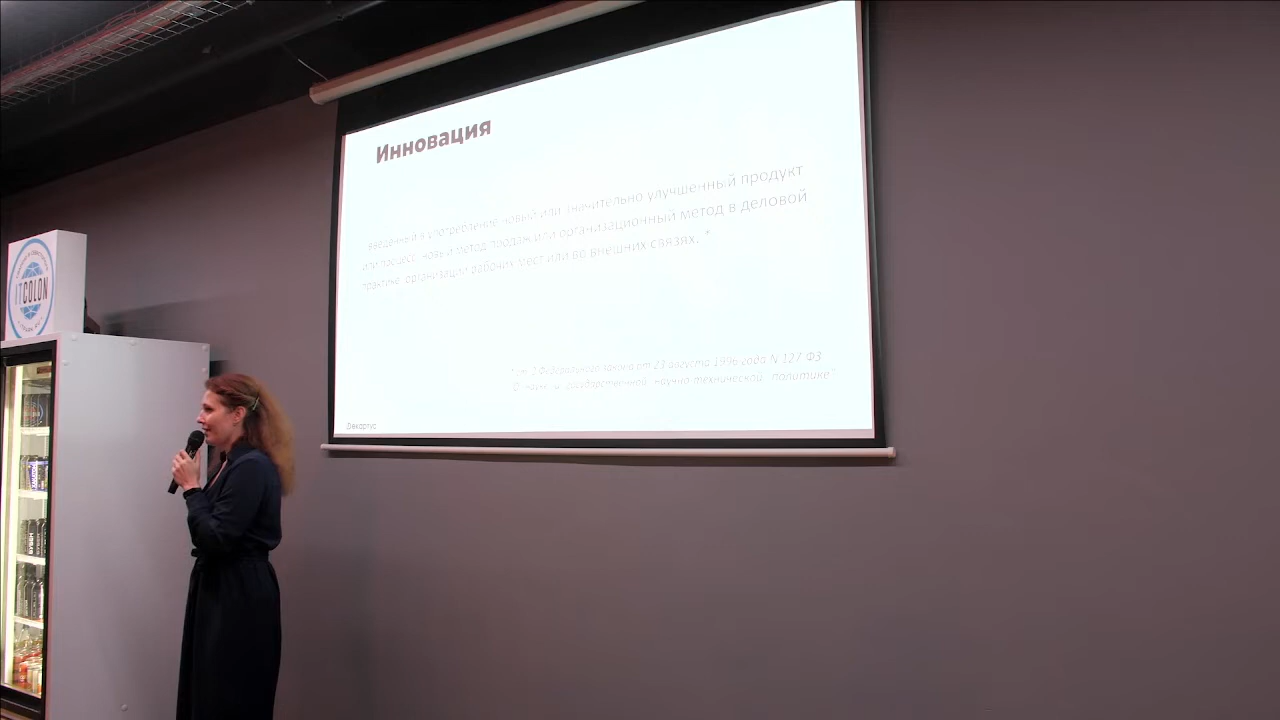 Инновация
введенный в употребление новый или значительно улучшенный продукт
или процесс, новый метод продаж или организационный метод в деловой
практике, организации рабочих мест или во внешних связях. *
* ст. 2 Федерального закона от 23 августа 1996 года N 127-ФЗ
О науке и государственной научно-технической политике"
Декартус
ITCOLON